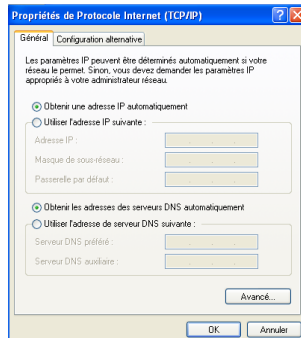 Propriétés de Protocole Internet (TCP/IP)
Général
Configuration alternative
Les paramètres IP peuvent être déterminés automatiquement si votre
réseau le permet. Sinon, vous devez demander les paramètres IP
appropriés à votre administrateur réseau.
Obtenir une adresse IP automatiquement
Utiliser l'adresse IP suivante :
Adresse IP :
Masque de sous-réseau :
Passerelle par défaut :
Obtenir les adresses des serveurs DNS automatiquement
Utiliser l'adresse de serveur DNS suivante :
Serveur DNS préféré :
Serveur DNS auxiliaire :
Avancé...
OK
Annuler